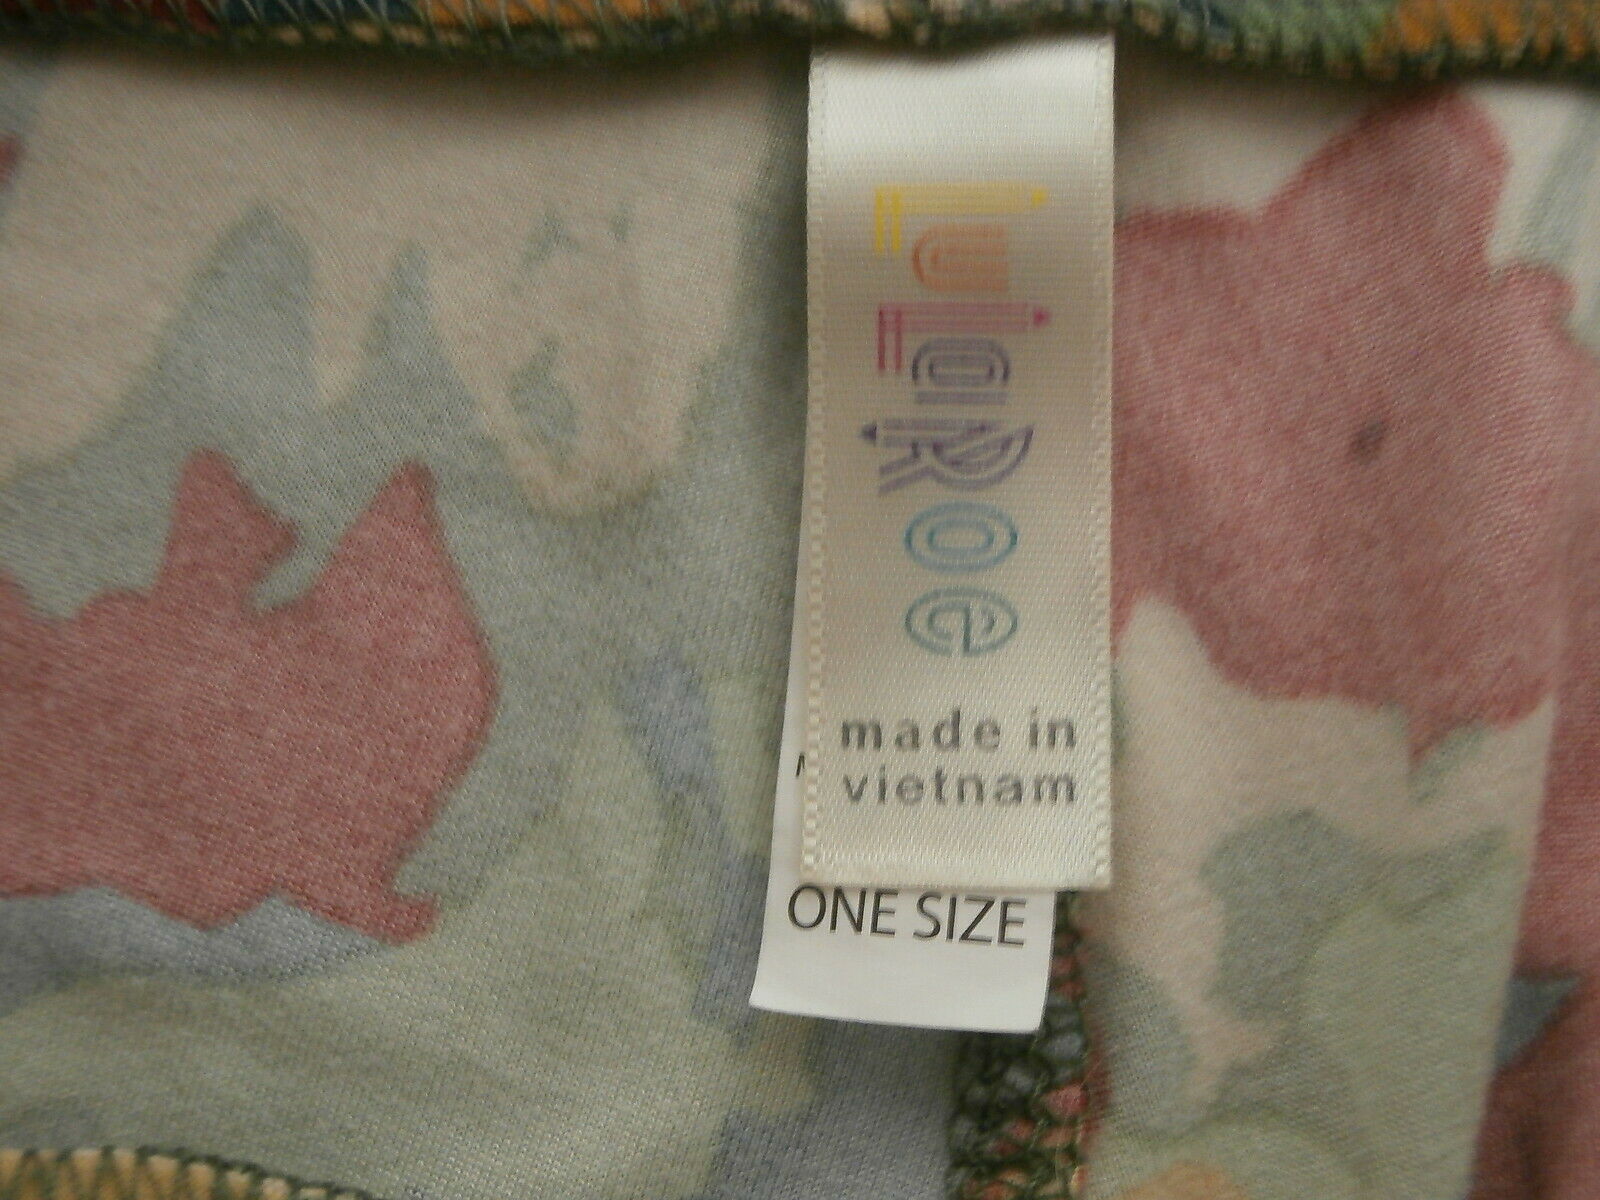 LuLaRoe
made in
vietnam
M
ONE SIZE